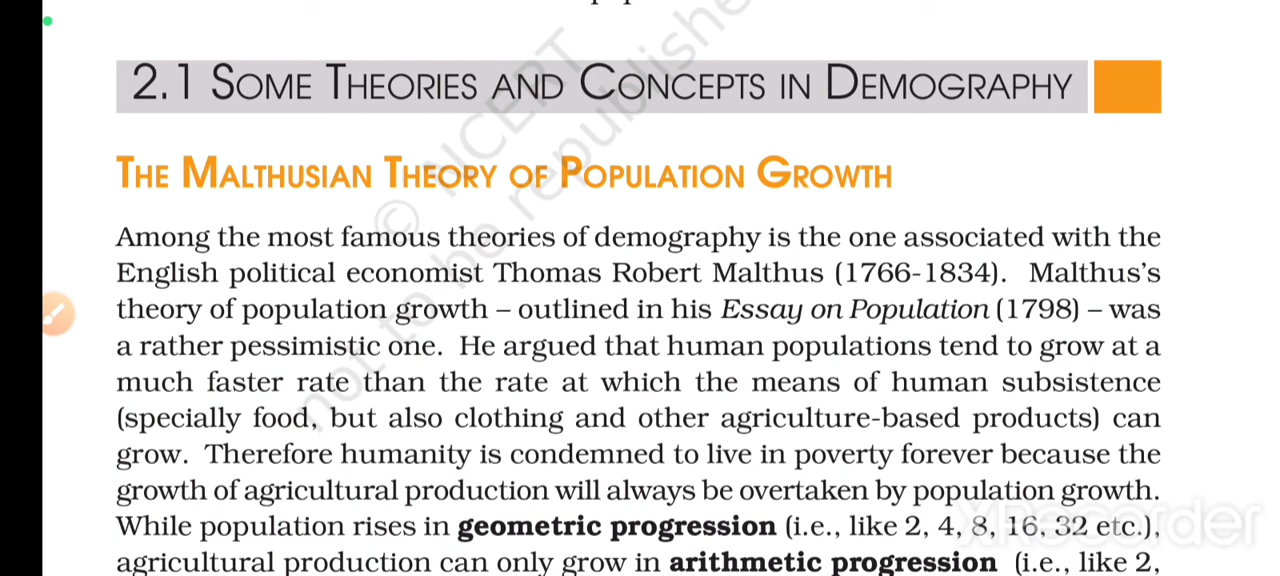 2.1 SOME THEORIES AND CONCEPTS IN DEMOGRAPHY
THE MALTHUSIAN THEORY OF POPULATION GROWTH
Among the most famous theories of demography is the one associated with the
English political economist Thomas Robert Malthus (1766-1834). Malthus's
theory of population growth – outlined in his Essay on Population (1798) – was
a rather pessimistic one. He argued that human populations tend to grow at a
much faster rate than the rate at which the means of human subsistence
(specially food, but also clothing and other agriculture-based products) can
grow. Therefore humanity is condemned to live in poverty forever because the
growth of agricultural production will always be overtaken by population growth.
While population rises in geometric progression (i.e., like 2, 4, 8, 16, 32 etc.),
agricultural production can only grow in arithmetic progression (i.e., like 2,
© NCERT
not to be republished
XRecorder